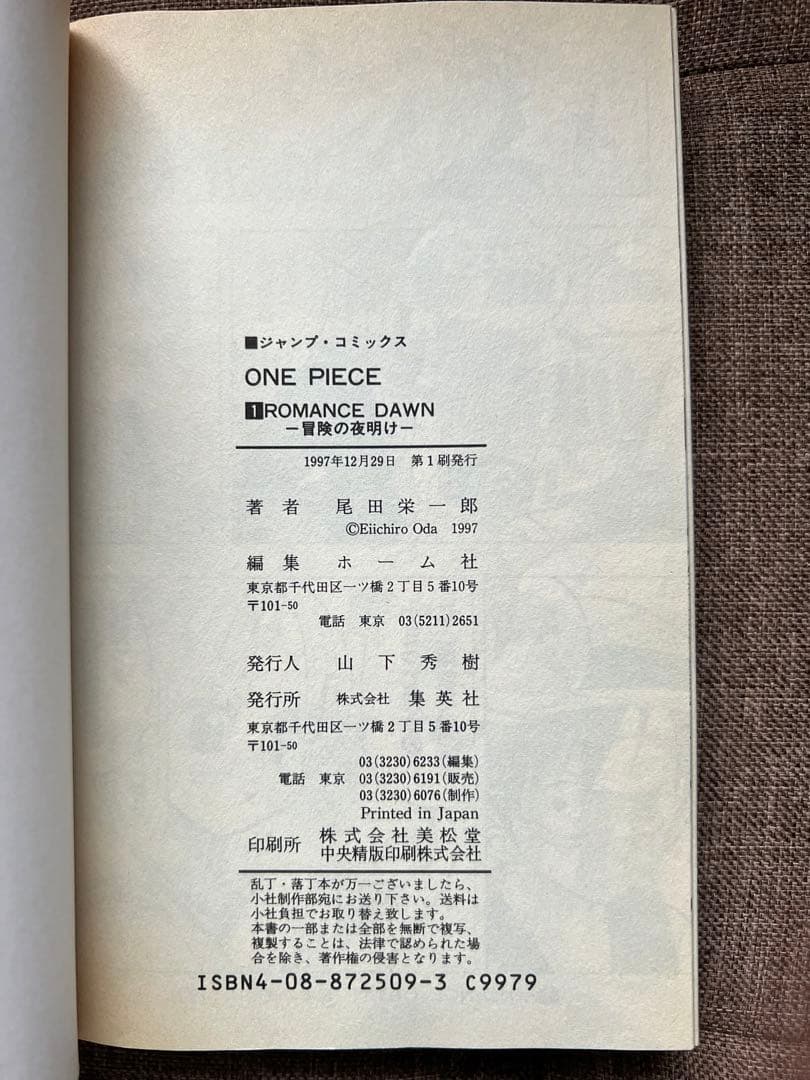 ■ジャンプ・コミックス
ONE PIECE
1 ROMANCE DAWN
―冒険の夜明け―
1997年12月29日 第1刷発行
著者 尾田栄一郎
©Eiichiro Oda 1997
編集 ホーム社
東京都千代田区一ツ橋2丁目5番10号
〒101-50
電話 東京 03(5211)2651
発行人 山下秀樹
発行所 株式会社 集英社
東京都千代田区一ツ橋2丁目5番10号
〒101-50
03(3230)6233(編集)
電話 東京 03(3230)6191(販売)
03(3230)6076(制作)
Printed in Japan
印刷所 株式会社美松堂
中央精版印刷株式会社
乱丁・落丁本が万一ございましたら、
小社制作部宛にお送り下さい。送料は
小社負担でお取り替え致します。
本書の一部または全部を無断で複写、
複製することは、法律で認められた場
合を除き、著作権の侵害となります。
ISBN4-08-872509-3 C9979